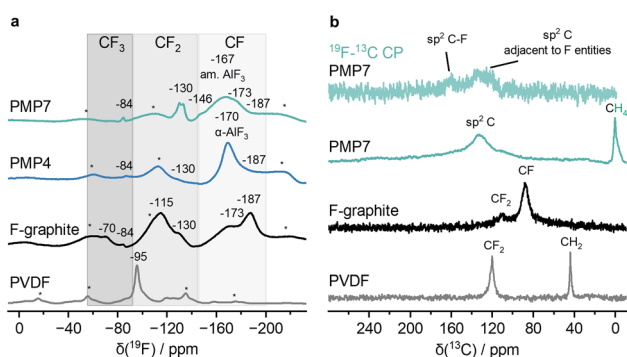 a
CF₃
CF₂
CF
-167
am. AlF₃
PMP7
*
-84
*
-130
-146
-173
-187
*
-170
α-AlF₃
PMP4
*
-84
*
-130
-187
*
F-graphite
*
-70
-84
*
-115
-130
-173
-187
*
-95
PVDF
*
*
*
*
0
−40
−80
−120
−160
−200
δ(¹⁹F) / ppm
b
¹⁹F-¹³C CP
sp² C-F
sp² C
adjacent to F entities
PMP7
PMP7
sp² C
CH₄
F-graphite
CF₂
CF
PVDF
CF₂
CH₂
240
200
160
120
80
40
0
δ(¹³C) / ppm